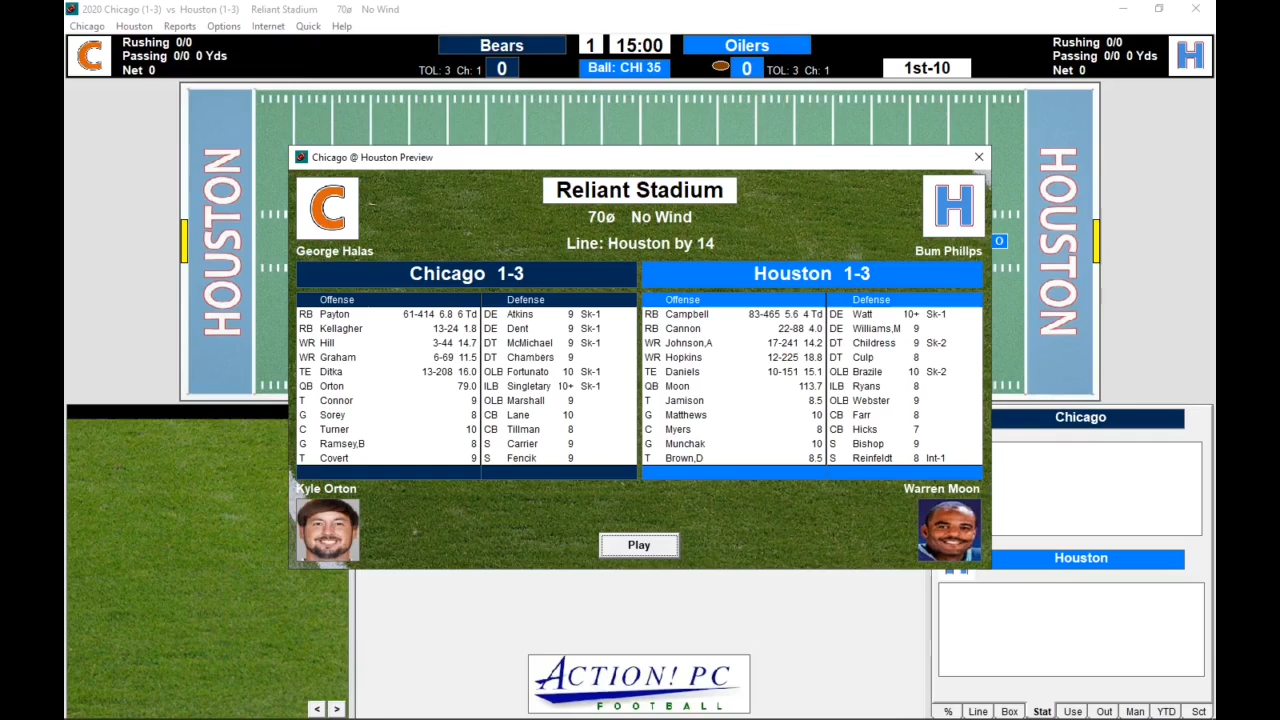 2020 Chicago (1-3) vs Houston (1-3) Reliant Stadium 70ø No Wind
Chicago Houston Reports Options Internet Quick Help
C Rushing 0/0 Bears 1 15:00 Oilers Rushing 0/0 H
Passing 0/0 0 Yds Passing 0/0 0 Yds
Net 0 TOL: 3 Ch: 1 0 Ball: CHI 35 0 TOL: 3 Ch: 1 1st-10 Net 0
HOUSTON
HOUSTON
O
Chicago @ Houston Preview
C Reliant Stadium H
70ø No Wind
Line: Houston by 14
George Halas Bum Phillps
Chicago 1-3 Houston 1-3
Offense Defense Offense Defense
RB Payton 61-414 6.8 6 Td DE Atkins 9 Sk-1 RB Campbell 83-465 5.6 4 Td DE Watt 10+ Sk-1
RB Kellagher 13-24 1.8 DE Dent 9 Sk-1 RB Cannon 22-88 4.0 DE Williams,M 9
WR Hill 3-44 14.7 DT McMichael 9 Sk-1 WR Johnson,A 17-241 14.2 DT Childress 9 Sk-2
WR Graham 6-69 11.5 DT Chambers 9 WR Hopkins 12-225 18.8 DT Culp 8
TE Ditka 13-208 16.0 OLB Fortunato 10 Sk-1 TE Daniels 10-151 15.1 OLB Brazile 10 Sk-2
QB Orton 79.0 ILB Singletary 10+ Sk-1 QB Moon 113.7 ILB Ryans 8
T Connor 9 OLB Marshall 9 T Jamison 8.5 OLB Webster 9
G Sorey 8 CB Lane 10 G Matthews 10 CB Farr 8
C Turner 10 CB Tillman 8 C Myers 8 CB Hicks 7
G Ramsey,B 8 S Carrier 9 G Munchak 10 S Bishop 9
T Covert 9 S Fencik 9 T Brown,D 8.5 S Reinfeldt 8 Int-1
Kyle Orton Warren Moon
Play
Chicago
Houston
ACTION! PC
FOOTBALL
< >
% Line Box Stat Use Out Man YTD Sct